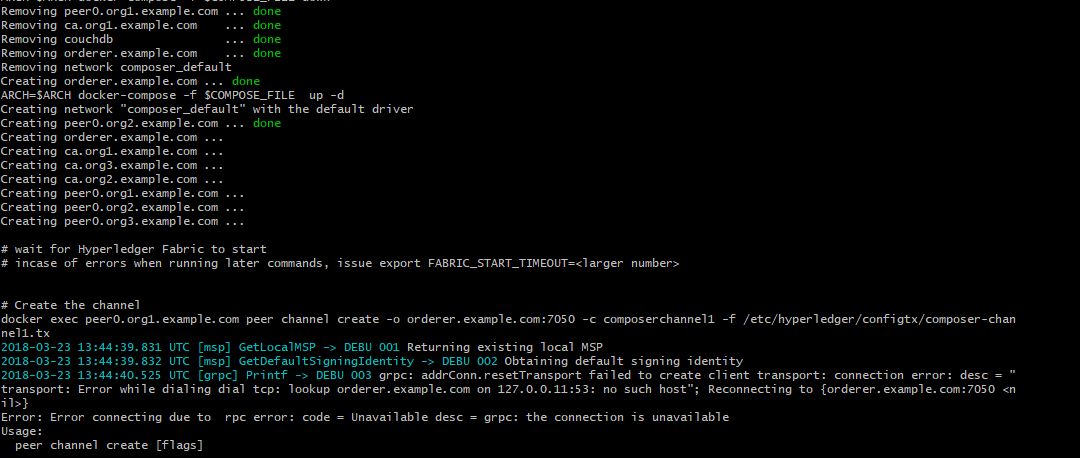 Removing peer0.org1.example.com ... done
Removing ca.org1.example.com    ... done
Removing couchdb                ... done
Removing orderer.example.com    ... done
Removing network composer_default
Creating orderer.example.com ... done
ARCH=$ARCH docker-compose -f $COMPOSE_FILE  up -d
Creating network "composer_default" with the default driver
Creating peer0.org2.example.com ... done
Creating orderer.example.com ...
Creating ca.org1.example.com ...
Creating ca.org3.example.com ...
Creating ca.org2.example.com ...
Creating peer0.org1.example.com ...
Creating peer0.org2.example.com ...
Creating peer0.org3.example.com ...

# wait for Hyperledger Fabric to start
# incase of errors when running later commands, issue export FABRIC_START_TIMEOUT=<larger number>

# Create the channel
docker exec peer0.org1.example.com peer channel create -o orderer.example.com:7050 -c composerchannel1 -f /etc/hyperledger/configtx/composer-chan
nel1.tx
2018-03-23 13:44:39.831 UTC [msp] GetLocalMSP -> DEBU 001 Returning existing local MSP
2018-03-23 13:44:39.832 UTC [msp] GetDefaultSigningIdentity -> DEBU 002 Obtaining default signing identity
2018-03-23 13:44:40.525 UTC [grpc] Printf -> DEBU 003 grpc: addrConn.resetTransport failed to create client transport: connection error: desc = "
transport: Error while dialing dial tcp: lookup orderer.example.com on 127.0.0.11:53: no such host"; Reconnecting to {orderer.example.com:7050 <n
il>}
Error: Error connecting due to  rpc error: code = Unavailable desc = grpc: the connection is unavailable
Usage:
  peer channel create [flags]